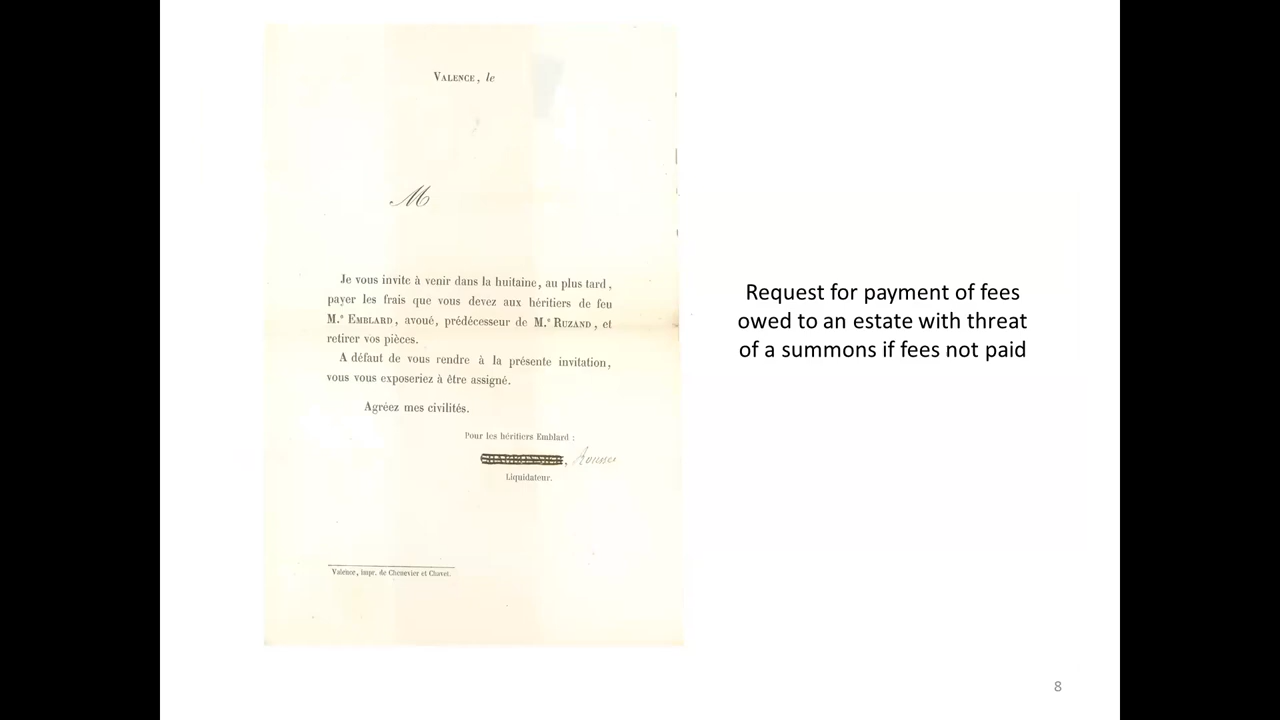 VALENCE, le
M
Je vous invite à venir dans la huitaine, au plus tard,
payer les frais que vous devez aux héritiers de feu
M.e EMBLARD, avoué, prédécesseur de M.e RUZAND, et
retirer vos pièces.
A défaut de vous rendre à la présente invitation,
vous vous exposeriez à être assigné.
Agréez mes civilités.
Pour les héritiers Emblard :
Liquidateur.
Valence, impr. de Chenevier et Chavet.
Request for payment of fees
owed to an estate with threat
of a summons if fees not paid
8